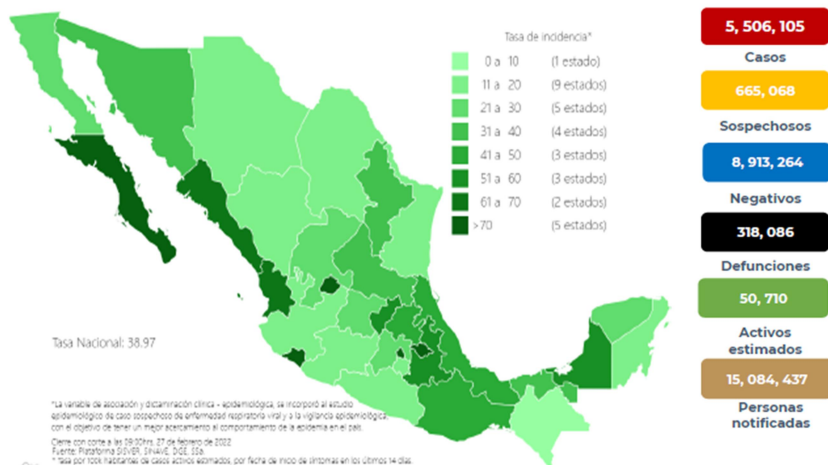 Tasa de incidencia*
0 a 10 (1 estado)
11 a 20 (9 estados)
21 a 30 (5 estados)
31 a 40 (4 estados)
41 a 50 (3 estados)
51 a 60 (3 estados)
61 a 70 (2 estados)
>70 (5 estados)
Tasa Nacional: 38.97
5, 506, 105
Casos
665, 068
Sospechosos
8, 913, 264
Negativos
318, 086
Defunciones
50, 710
Activos
estimados
15, 084, 437
Personas
notificadas
*La variable de asociación y dictaminación clínica – epidemiológica, se incorporó al estudio
epidemiológico de caso sospechoso de enfermedad respiratoria viral y a la vigilancia epidemiológica,
con el objetivo de tener un mejor acercamiento al comportamiento de la epidemia en el país.
Cierre con corte a las 09:00hrs, 27 de febrero de 2022
Fuente: Plataforma SISVER, SINAVE, DGE, SSa.
* Tasa por 100k habitantes de casos activos estimados, por fecha de inicio de síntomas en los últimos 14 días.